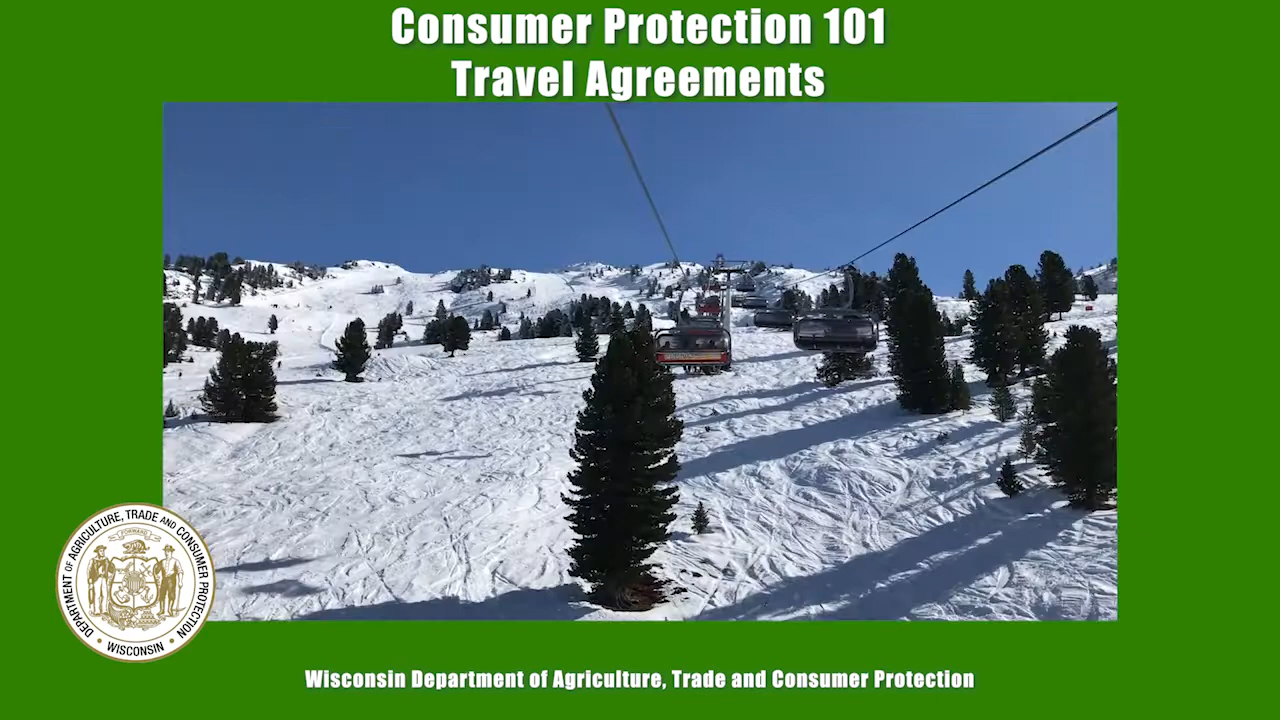 Consumer Protection 101
Travel Agreements
DEPARTMENT OF AGRICULTURE, TRADE AND CONSUMER PROTECTION
• WISCONSIN •
FORWARD
Wisconsin Department of Agriculture, Trade and Consumer Protection